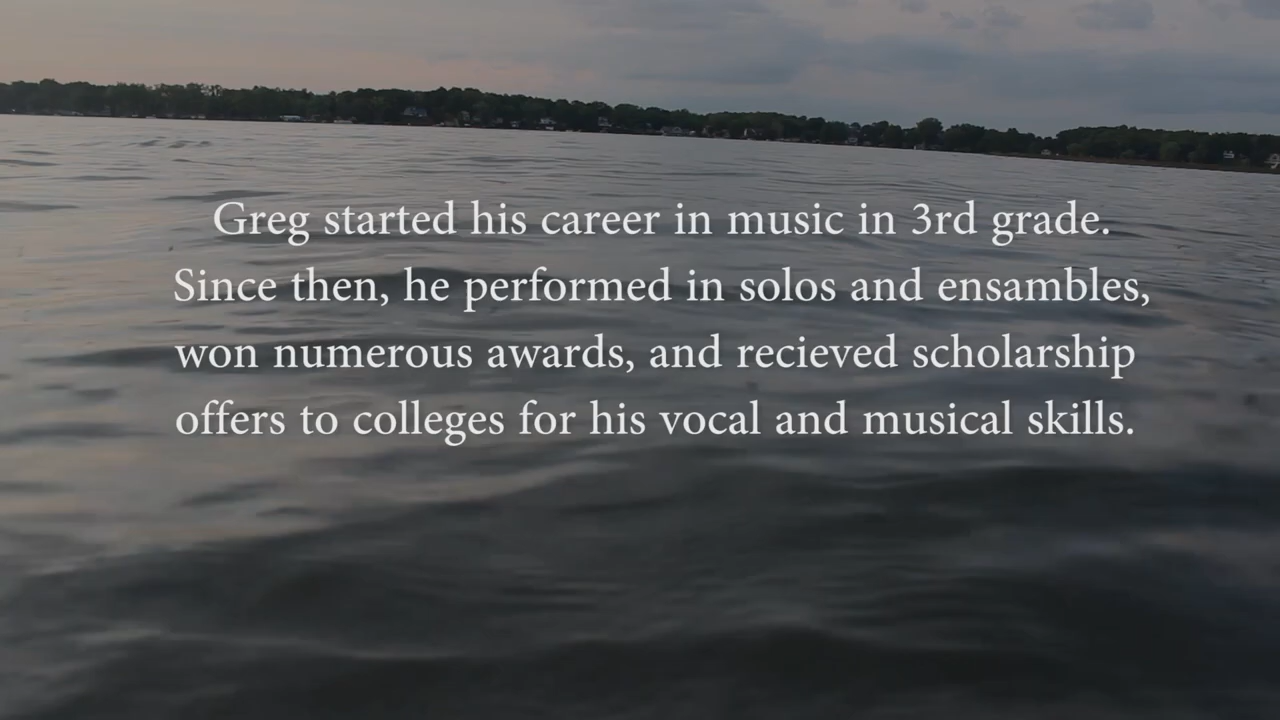 Greg started his career in music in 3rd grade.
Since then, he performed in solos and ensambles,
won numerous awards, and recieved scholarship
offers to colleges for his vocal and musical skills.